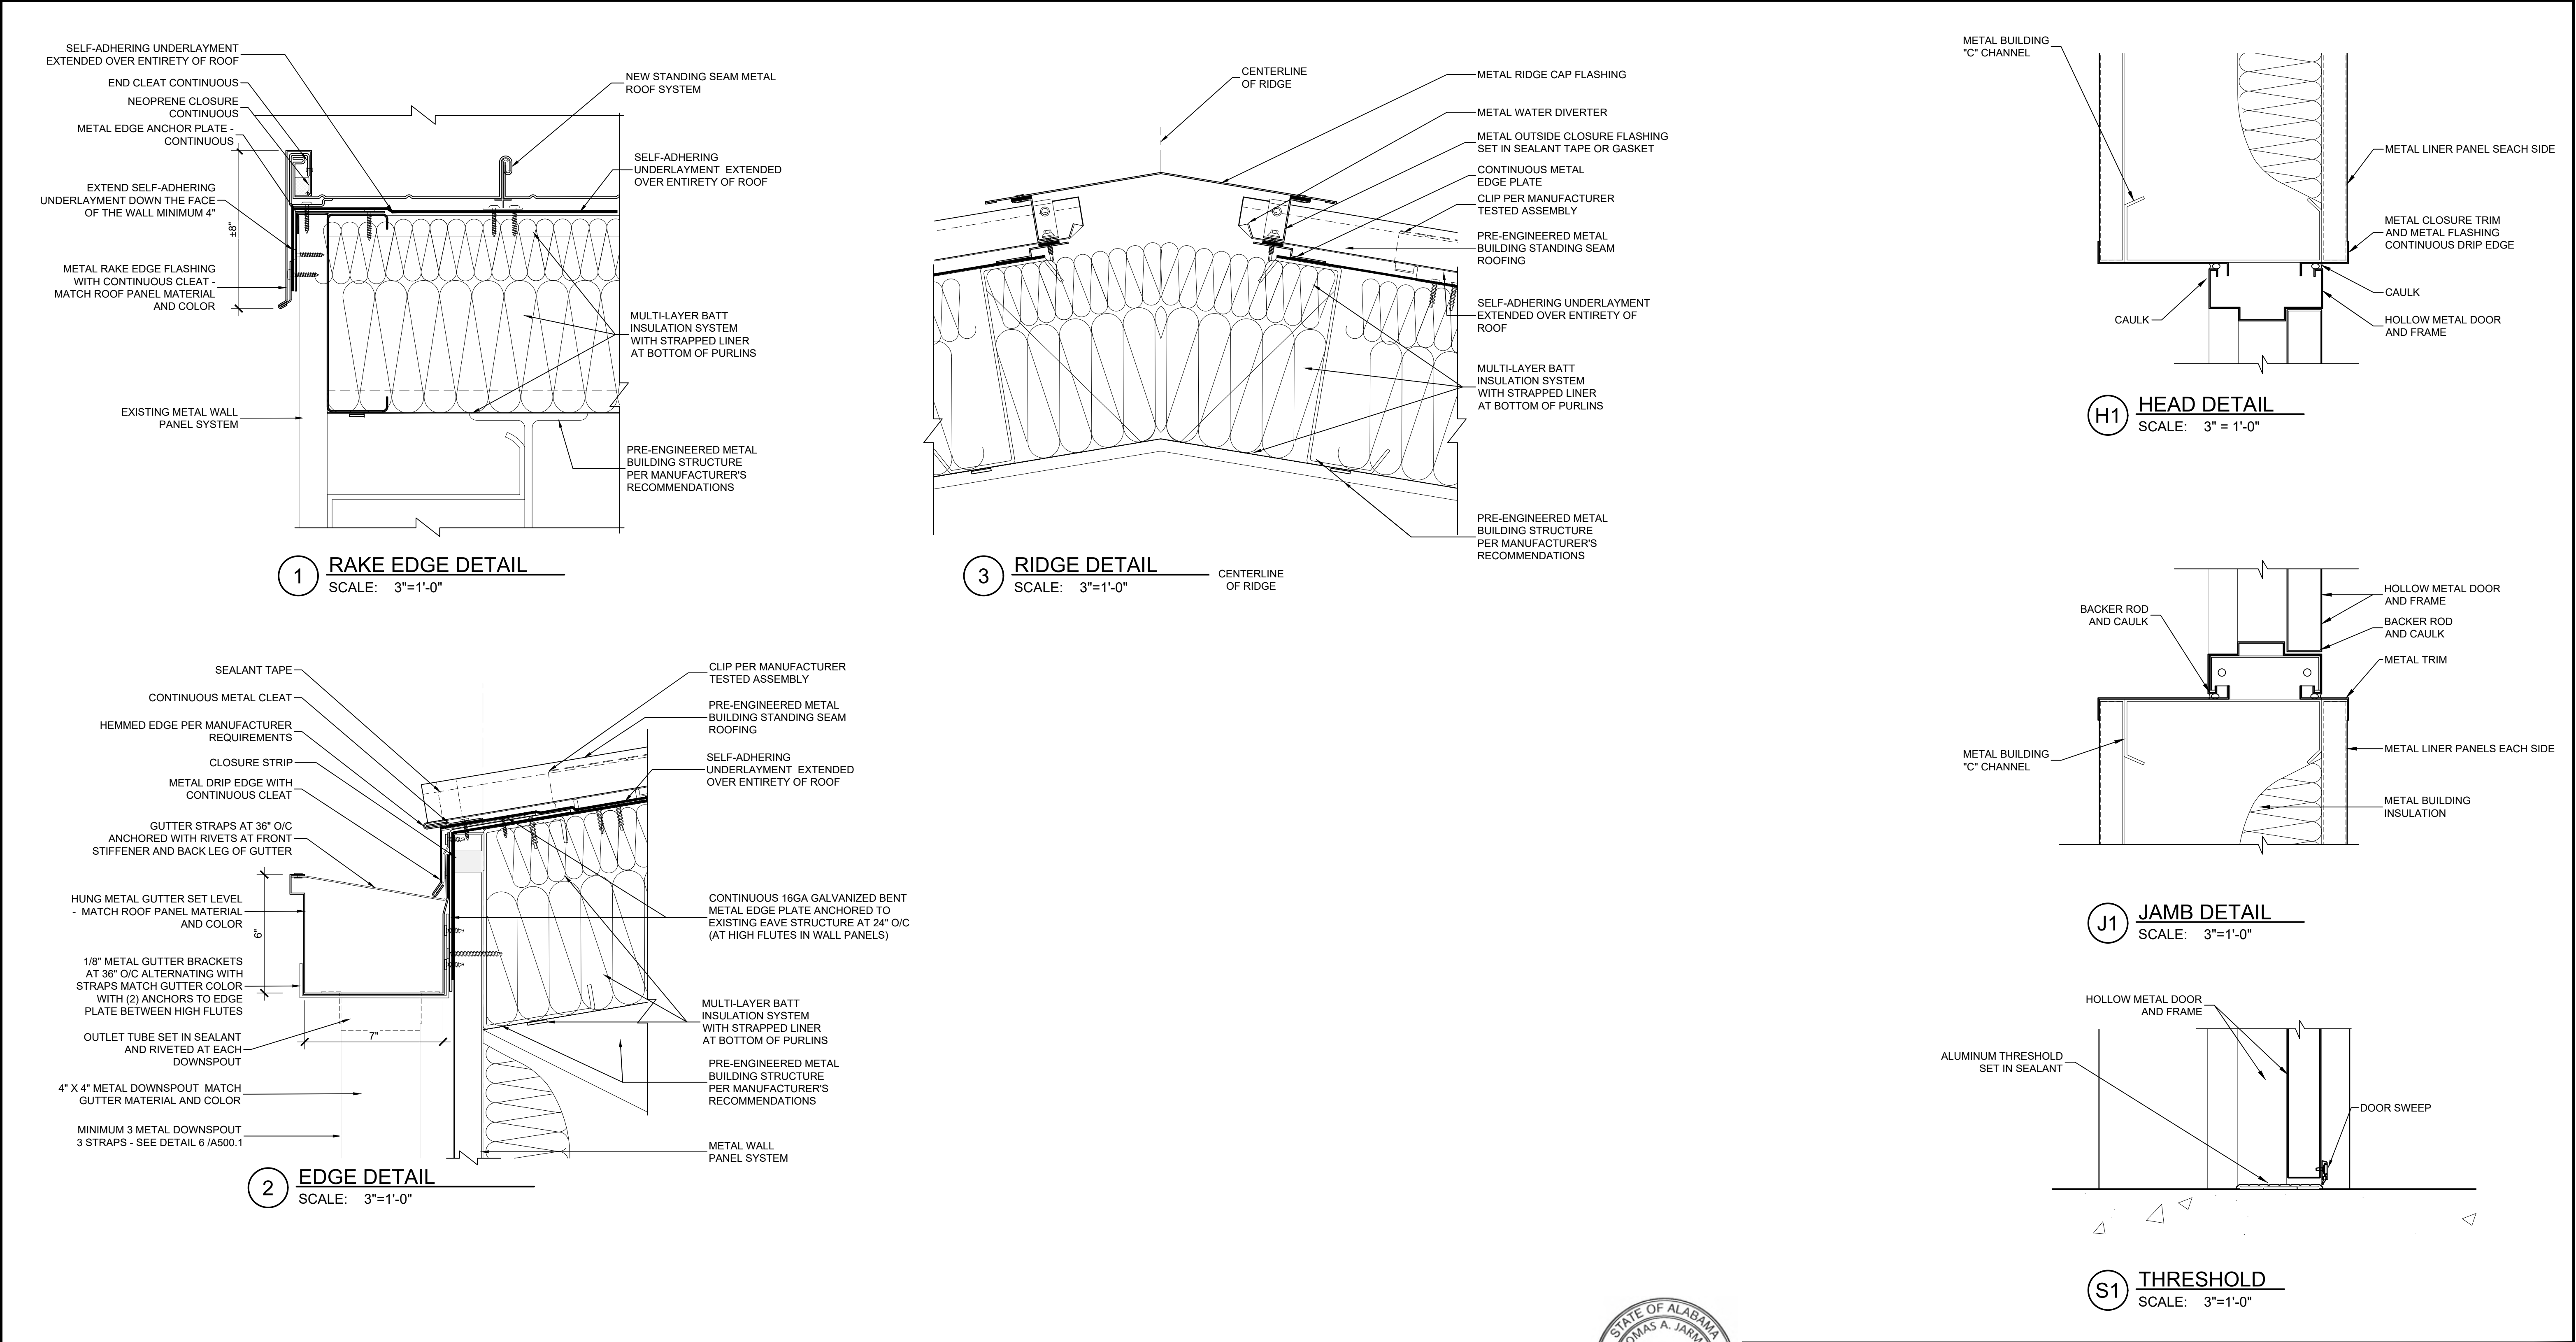 SELF-ADHERING UNDERLAYMENT
EXTENDED OVER ENTIRETY OF ROOF
END CLEAT CONTINUOUS
NEOPRENE CLOSURE
CONTINUOUS
METAL EDGE ANCHOR PLATE -
CONTINUOUS
±8"
EXTEND SELF-ADHERING
UNDERLAYMENT DOWN THE FACE
OF THE WALL MINIMUM 4"
METAL RAKE EDGE FLASHING
WITH CONTINUOUS CLEAT -
MATCH ROOF PANEL MATERIAL
AND COLOR
EXISTING METAL WALL
PANEL SYSTEM
NEW STANDING SEAM METAL
ROOF SYSTEM
SELF-ADHERING
UNDERLAYMENT EXTENDED
OVER ENTIRETY OF ROOF
MULTI-LAYER BATT
INSULATION SYSTEM
WITH STRAPPED LINER
AT BOTTOM OF PURLINS
PRE-ENGINEERED METAL
BUILDING STRUCTURE
PER MANUFACTURER'S
RECOMMENDATIONS
1
RAKE EDGE DETAIL
SCALE: 3"=1'-0"
CENTERLINE
OF RIDGE
METAL RIDGE CAP FLASHING
METAL WATER DIVERTER
METAL OUTSIDE CLOSURE FLASHING
SET IN SEALANT TAPE OR GASKET
CONTINUOUS METAL
EDGE PLATE
CLIP PER MANUFACTURER
TESTED ASSEMBLY
PRE-ENGINEERED METAL
BUILDING STANDING SEAM
ROOFING
SELF-ADHERING UNDERLAYMENT
EXTENDED OVER ENTIRETY OF
ROOF
MULTI-LAYER BATT
INSULATION SYSTEM
WITH STRAPPED LINER
AT BOTTOM OF PURLINS
PRE-ENGINEERED METAL
BUILDING STRUCTURE
PER MANUFACTURER'S
RECOMMENDATIONS
3
RIDGE DETAIL
SCALE: 3"=1'-0"
CENTERLINE
OF RIDGE
METAL BUILDING
"C" CHANNEL
METAL LINER PANEL SEACH SIDE
METAL CLOSURE TRIM
AND METAL FLASHING
CONTINUOUS DRIP EDGE
CAULK
CAULK
HOLLOW METAL DOOR
AND FRAME
H1
HEAD DETAIL
SCALE: 3" = 1'-0"
SEALANT TAPE
CONTINUOUS METAL CLEAT
HEMMED EDGE PER MANUFACTURER
REQUIREMENTS
CLOSURE STRIP
METAL DRIP EDGE WITH
CONTINUOUS CLEAT
GUTTER STRAPS AT 36" O/C
ANCHORED WITH RIVETS AT FRONT
STIFFENER AND BACK LEG OF GUTTER
HUNG METAL GUTTER SET LEVEL
- MATCH ROOF PANEL MATERIAL
AND COLOR
6"
1/8" METAL GUTTER BRACKETS
AT 36" O/C ALTERNATING WITH
STRAPS MATCH GUTTER COLOR
WITH (2) ANCHORS TO EDGE
PLATE BETWEEN HIGH FLUTES
OUTLET TUBE SET IN SEALANT
AND RIVETED AT EACH
DOWNSPOUT
7"
4" X 4" METAL DOWNSPOUT MATCH
GUTTER MATERIAL AND COLOR
MINIMUM 3 METAL DOWNSPOUT
3 STRAPS - SEE DETAIL 6 /A500.1
CLIP PER MANUFACTURER
TESTED ASSEMBLY
PRE-ENGINEERED METAL
BUILDING STANDING SEAM
ROOFING
SELF-ADHERING
UNDERLAYMENT EXTENDED
OVER ENTIRETY OF ROOF
CONTINUOUS 16GA GALVANIZED BENT
METAL EDGE PLATE ANCHORED TO
EXISTING EAVE STRUCTURE AT 24" O/C
(AT HIGH FLUTES IN WALL PANELS)
MULTI-LAYER BATT
INSULATION SYSTEM
WITH STRAPPED LINER
AT BOTTOM OF PURLINS
PRE-ENGINEERED METAL
BUILDING STRUCTURE
PER MANUFACTURER'S
RECOMMENDATIONS
METAL WALL
PANEL SYSTEM
2
EDGE DETAIL
SCALE: 3"=1'-0"
BACKER ROD
AND CAULK
HOLLOW METAL DOOR
AND FRAME
BACKER ROD
AND CAULK
METAL TRIM
METAL BUILDING
"C" CHANNEL
METAL LINER PANELS EACH SIDE
METAL BUILDING
INSULATION
J1
JAMB DETAIL
SCALE: 3"=1'-0"
HOLLOW METAL DOOR
AND FRAME
ALUMINUM THRESHOLD
SET IN SEALANT
DOOR SWEEP
S1
THRESHOLD
SCALE: 3"=1'-0"
STATE OF ALABAMA
A.